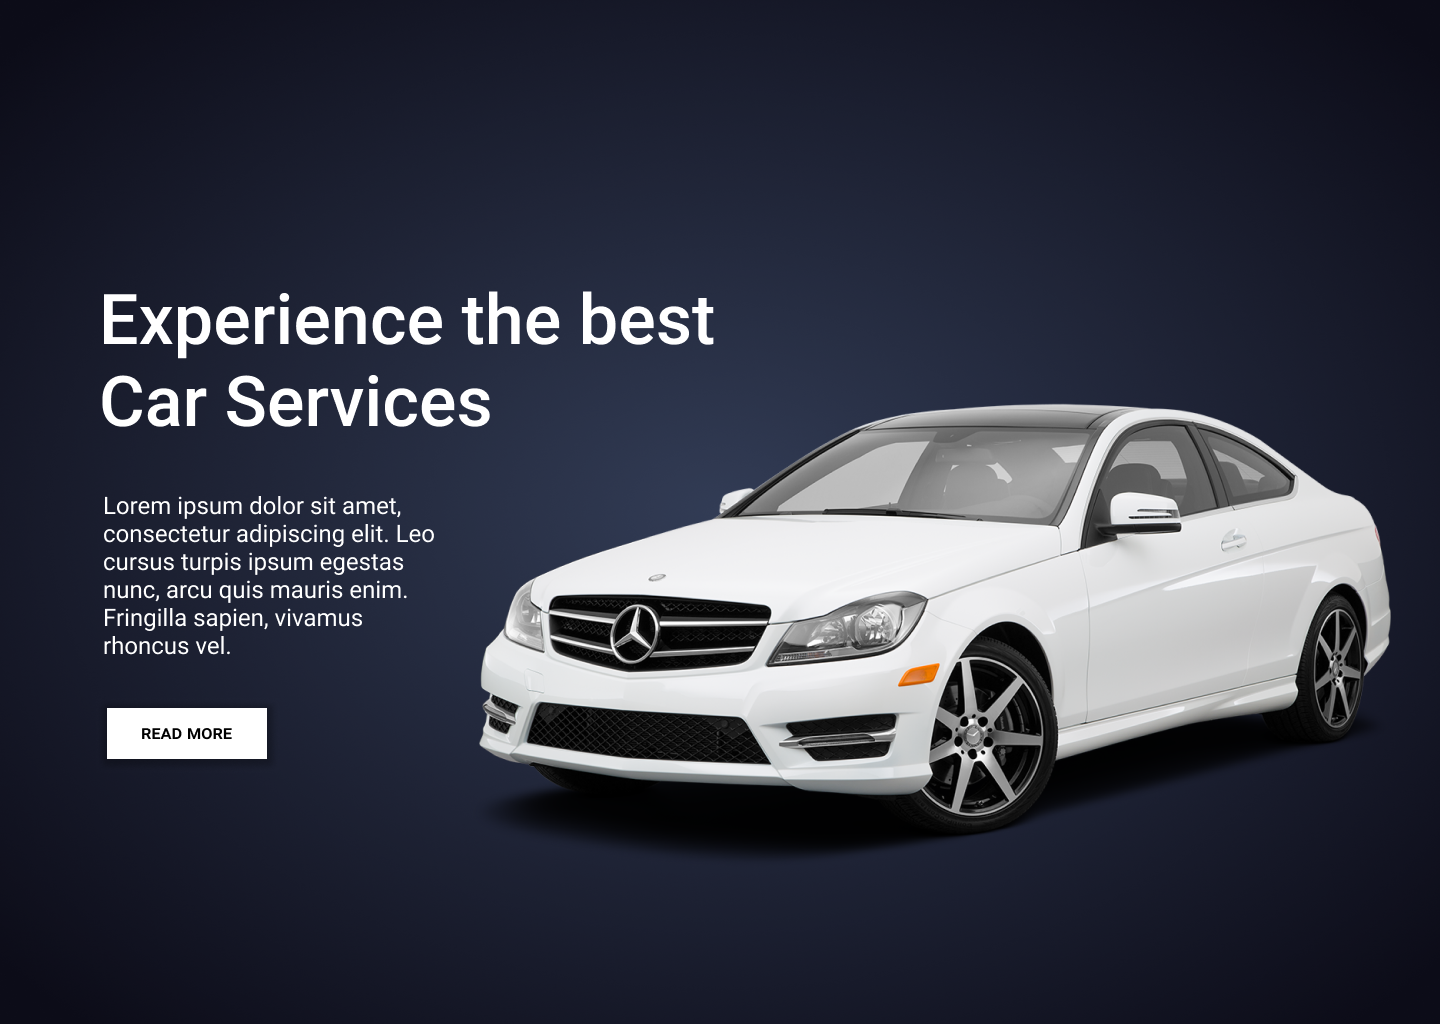 Experience the best
Car Services
Lorem ipsum dolor sit amet,
consectetur adipiscing elit. Leo
cursus turpis ipsum egestas
nunc, arcu quis mauris enim.
Fringilla sapien, vivamus
rhoncus vel.
READ MORE